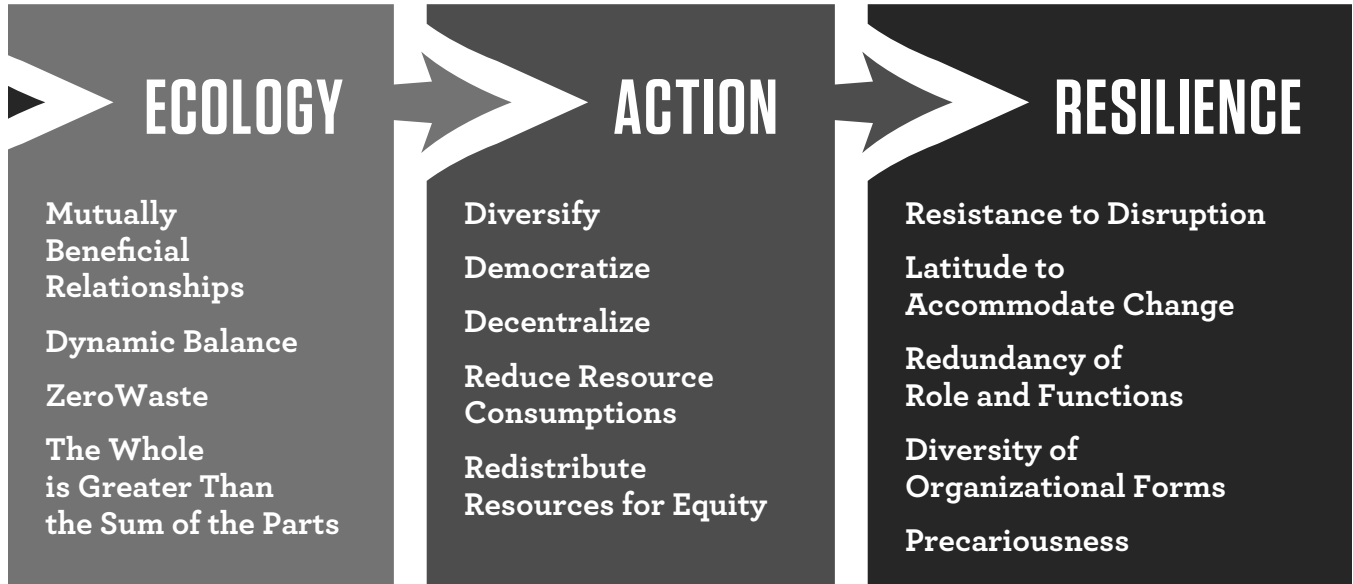 ECOLOGY
Mutually
Beneficial
Relationships
Dynamic Balance
ZeroWaste
The Whole
is Greater Than
the Sum of the Parts
ACTION
Diversify
Democratize
Decentralize
Reduce Resource
Consumptions
Redistribute
Resources for Equity
RESILIENCE
Resistance to Disruption
Latitude to
Accommodate Change
Redundancy of
Role and Functions
Diversity of
Organizational Forms
Precariousness